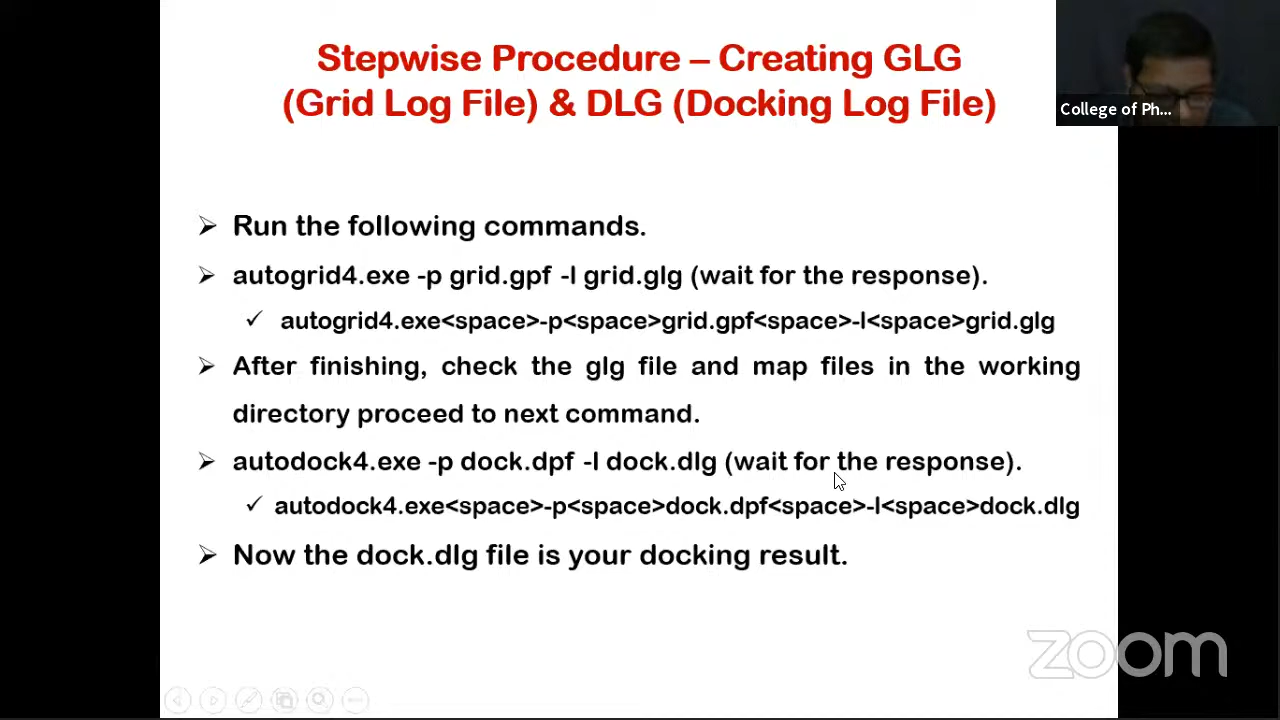 Stepwise Procedure – Creating GLG
(Grid Log File) & DLG (Docking Log File)
College of Ph...
Run the following commands.
autogrid4.exe -p grid.gpf -l grid.glg (wait for the response).
autogrid4.exe<space>-p<space>grid.gpf<space>-l<space>grid.glg
After finishing, check the glg file and map files in the working
directory proceed to next command.
autodock4.exe -p dock.dpf -l dock.dlg (wait for the response).
autodock4.exe<space>-p<space>dock.dpf<space>-l<space>dock.dlg
Now the dock.dlg file is your docking result.
zoom